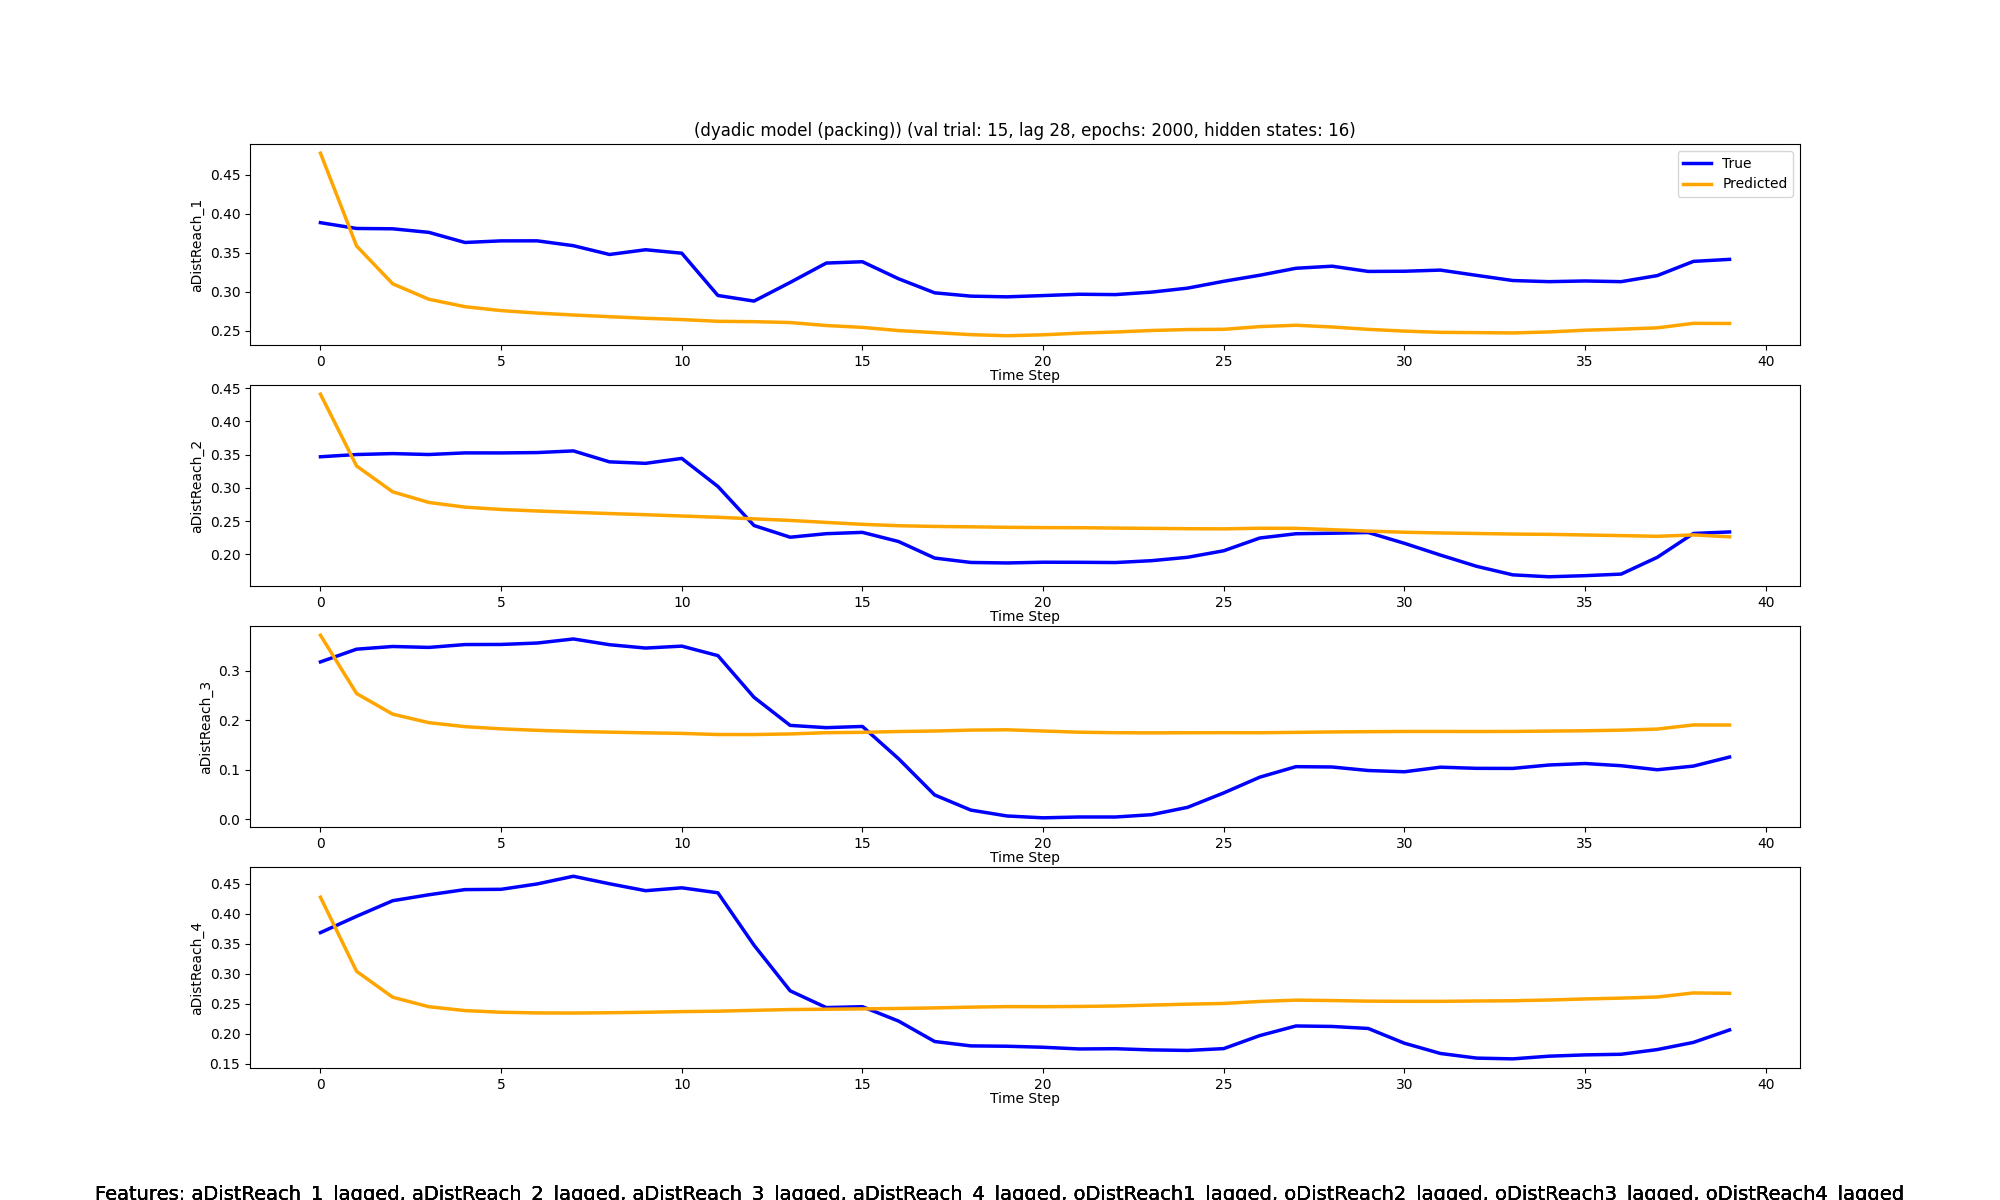 (dyadic model (packing)) (val trial: 15, lag 28, epochs: 2000, hidden states: 16)
True
Predicted
aDistReach_1
0.45
0.40
0.35
0.30
0.25
0 5 10 15 20 25 30 35 40
Time Step
aDistReach_2
0.45
0.40
0.35
0.30
0.25
0.20
0 5 10 15 20 25 30 35 40
Time Step
aDistReach_3
0.3
0.2
0.1
0.0
0 5 10 15 20 25 30 35 40
Time Step
aDistReach_4
0.45
0.40
0.35
0.30
0.25
0.20
0.15
0 5 10 15 20 25 30 35 40
Time Step
Features: aDistReach_1_lagged, aDistReach_2_lagged, aDistReach_3_lagged, aDistReach_4_lagged, oDistReach1_lagged, oDistReach2_lagged, oDistReach3_lagged, oDistReach4_lagged